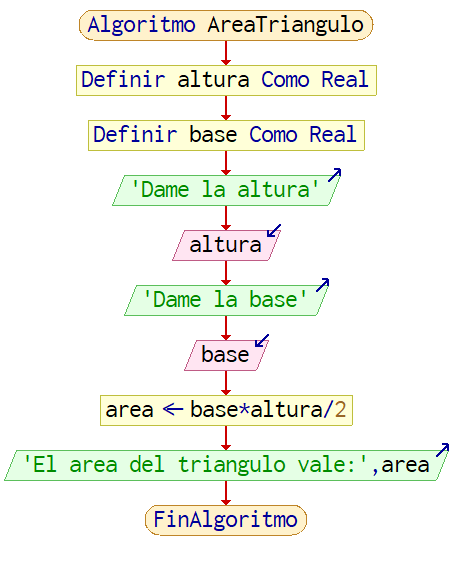 Algoritmo AreaTriangulo
Definir altura Como Real
Definir base Como Real
'Dame la altura'
altura
'Dame la base'
base
area ← base*altura/2
'El area del triangulo vale:',area
FinAlgoritmo